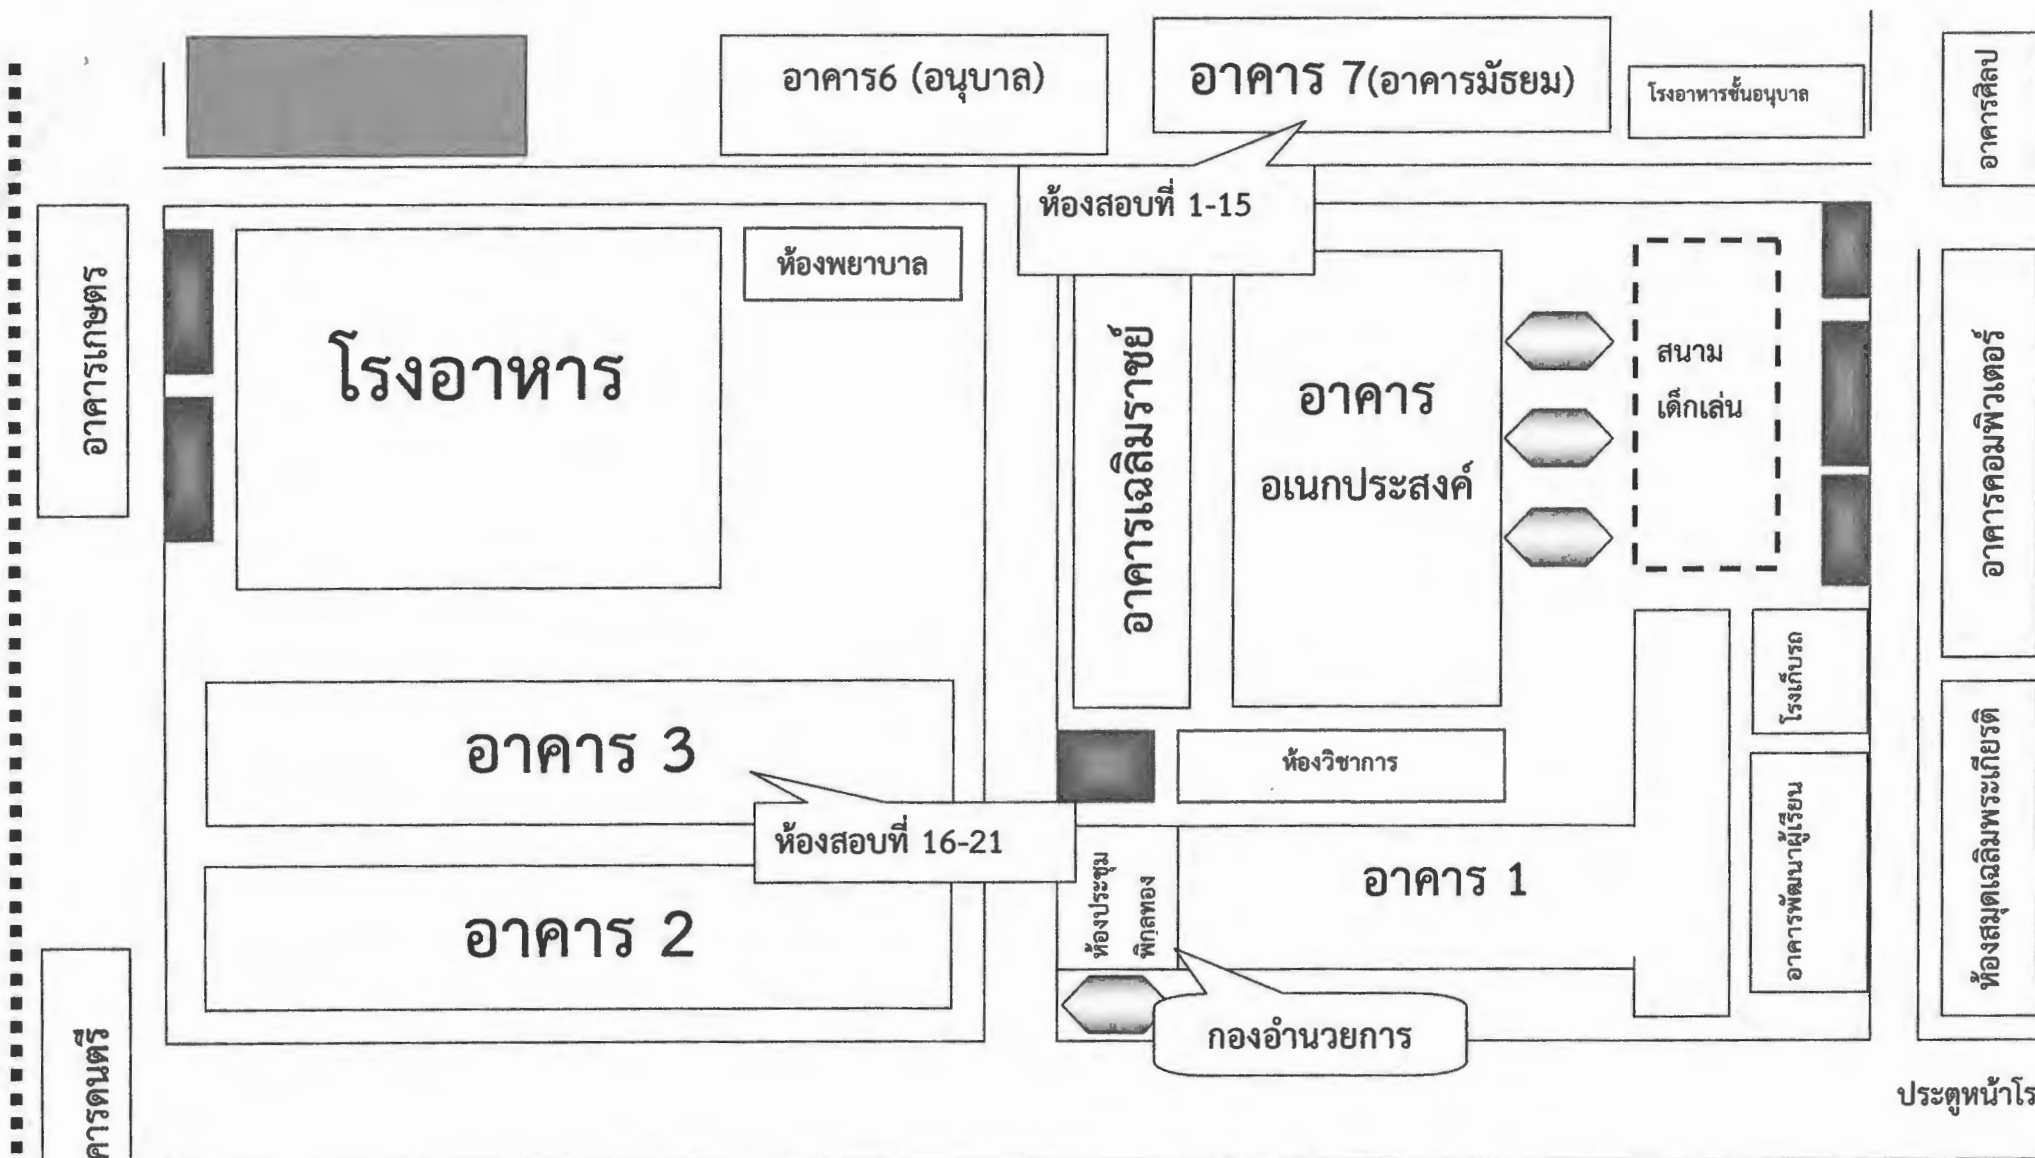 อาคาร6 (อนุบาล)
อาคาร 7(อาคารมัธยม)
โรงอาหารชั้นอนุบาล
อาคารศิลป
ห้องสอบที่ 1-15
อาคารเกษตร
โรงอาหาร
ห้องพยาบาล
อาคารเฉลิมราชย์
อาคาร
อเนกประสงค์
สนาม
เด็กเล่น
อาคารคอมพิวเตอร์
อาคาร 3
ห้องสอบที่ 16-21
ห้องวิชาการ
โรงเก็บรถ
อาคาร 2
ห้องประชุม
พิกุลทอง
อาคาร 1
อาคารพัฒนาผู้เรียน
ห้องสมุดเฉลิมพระเกียรติ
กองอำนวยการ
คารดนตรี
ประตูหน้าโร